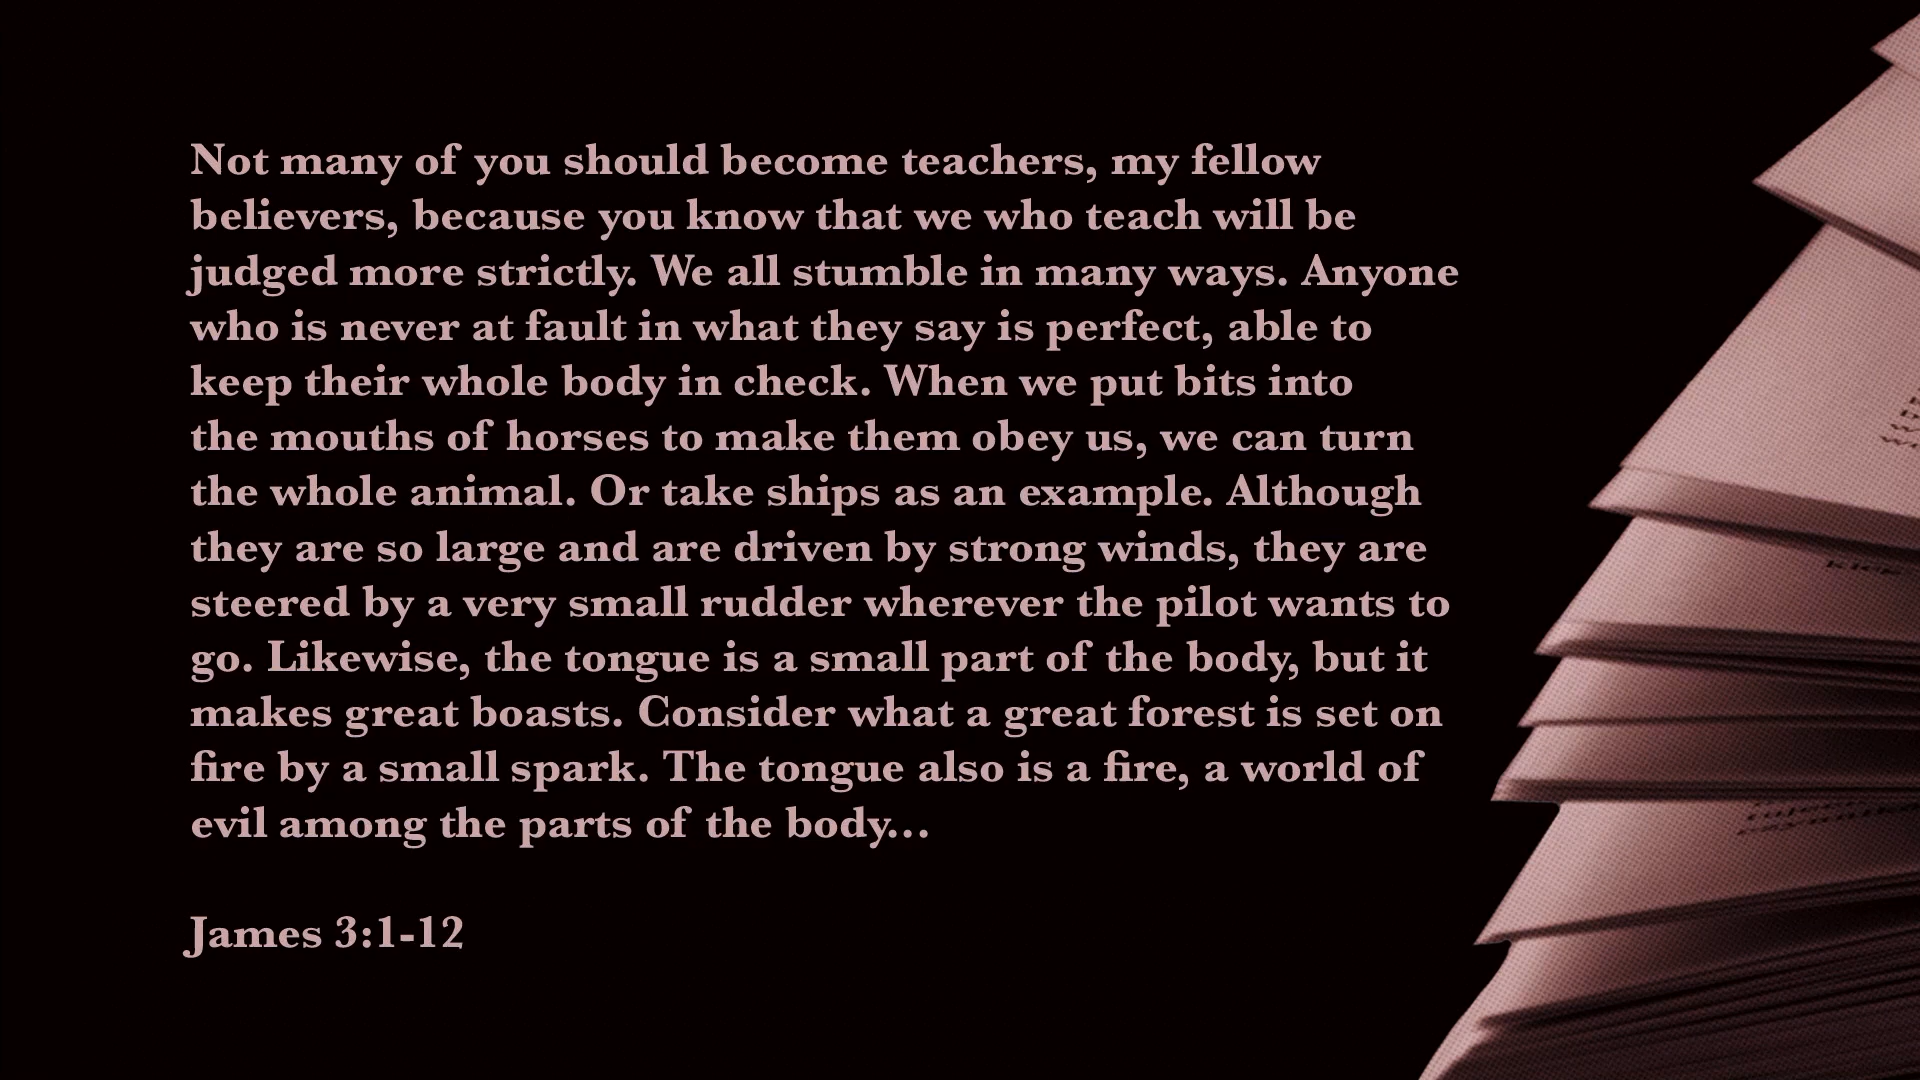 Not many of you should become teachers, my fellow
believers, because you know that we who teach will be
judged more strictly. We all stumble in many ways. Anyone
who is never at fault in what they say is perfect, able to
keep their whole body in check. When we put bits into
the mouths of horses to make them obey us, we can turn
the whole animal. Or take ships as an example. Although
they are so large and are driven by strong winds, they are
steered by a very small rudder wherever the pilot wants to
go. Likewise, the tongue is a small part of the body, but it
makes great boasts. Consider what a great forest is set on
fire by a small spark. The tongue also is a fire, a world of
evil among the parts of the body…
James 3:1-12